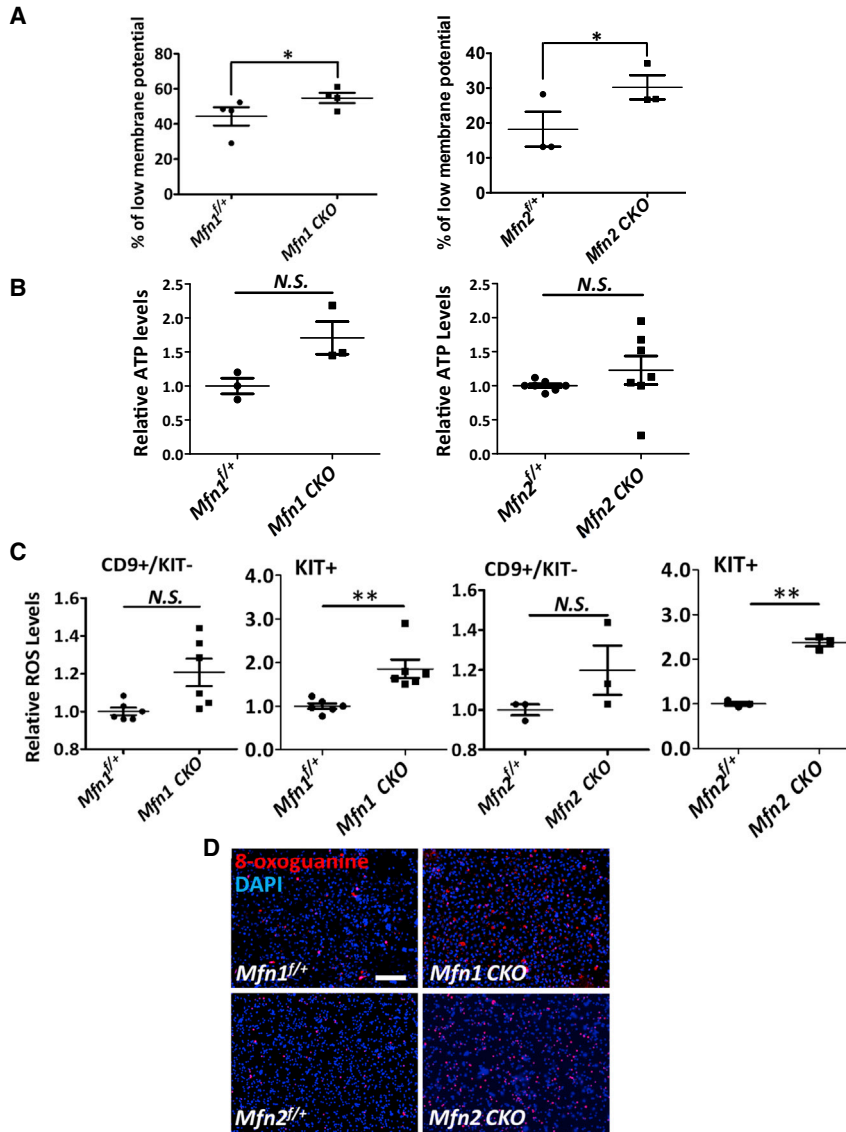 A
% of low membrane potential
80
60
40
20
0
*
Mfn1f/+
Mfn1 CKO
% of low membrane potential
40
30
20
10
0
*
Mfn2f/+
Mfn2 CKO
B
Relative ATP levels
2.5
2.0
1.5
1.0
0.5
0.0
N.S.
Mfn1f/+
Mfn1 CKO
Relative ATP Levels
2.5
2.0
1.5
1.0
0.5
0.0
N.S.
Mfn2f/+
Mfn2 CKO
C
Relative ROS Levels
CD9+/KIT-
1.6
1.4
1.2
1.0
0.8
N.S.
Mfn1f/+
Mfn1 CKO
KIT+
4.0
3.0
2.0
1.0
0.0
**
Mfn1f/+
Mfn1 CKO
CD9+/KIT-
1.6
1.4
1.2
1.0
0.8
N.S.
Mfn2f/+
Mfn2 CKO
KIT+
4.0
3.0
2.0
1.0
0.0
**
Mfn2f/+
Mfn2 CKO
D
8-oxoguanine
DAPI
Mfn1f/+
Mfn1 CKO
Mfn2f/+
Mfn2 CKO